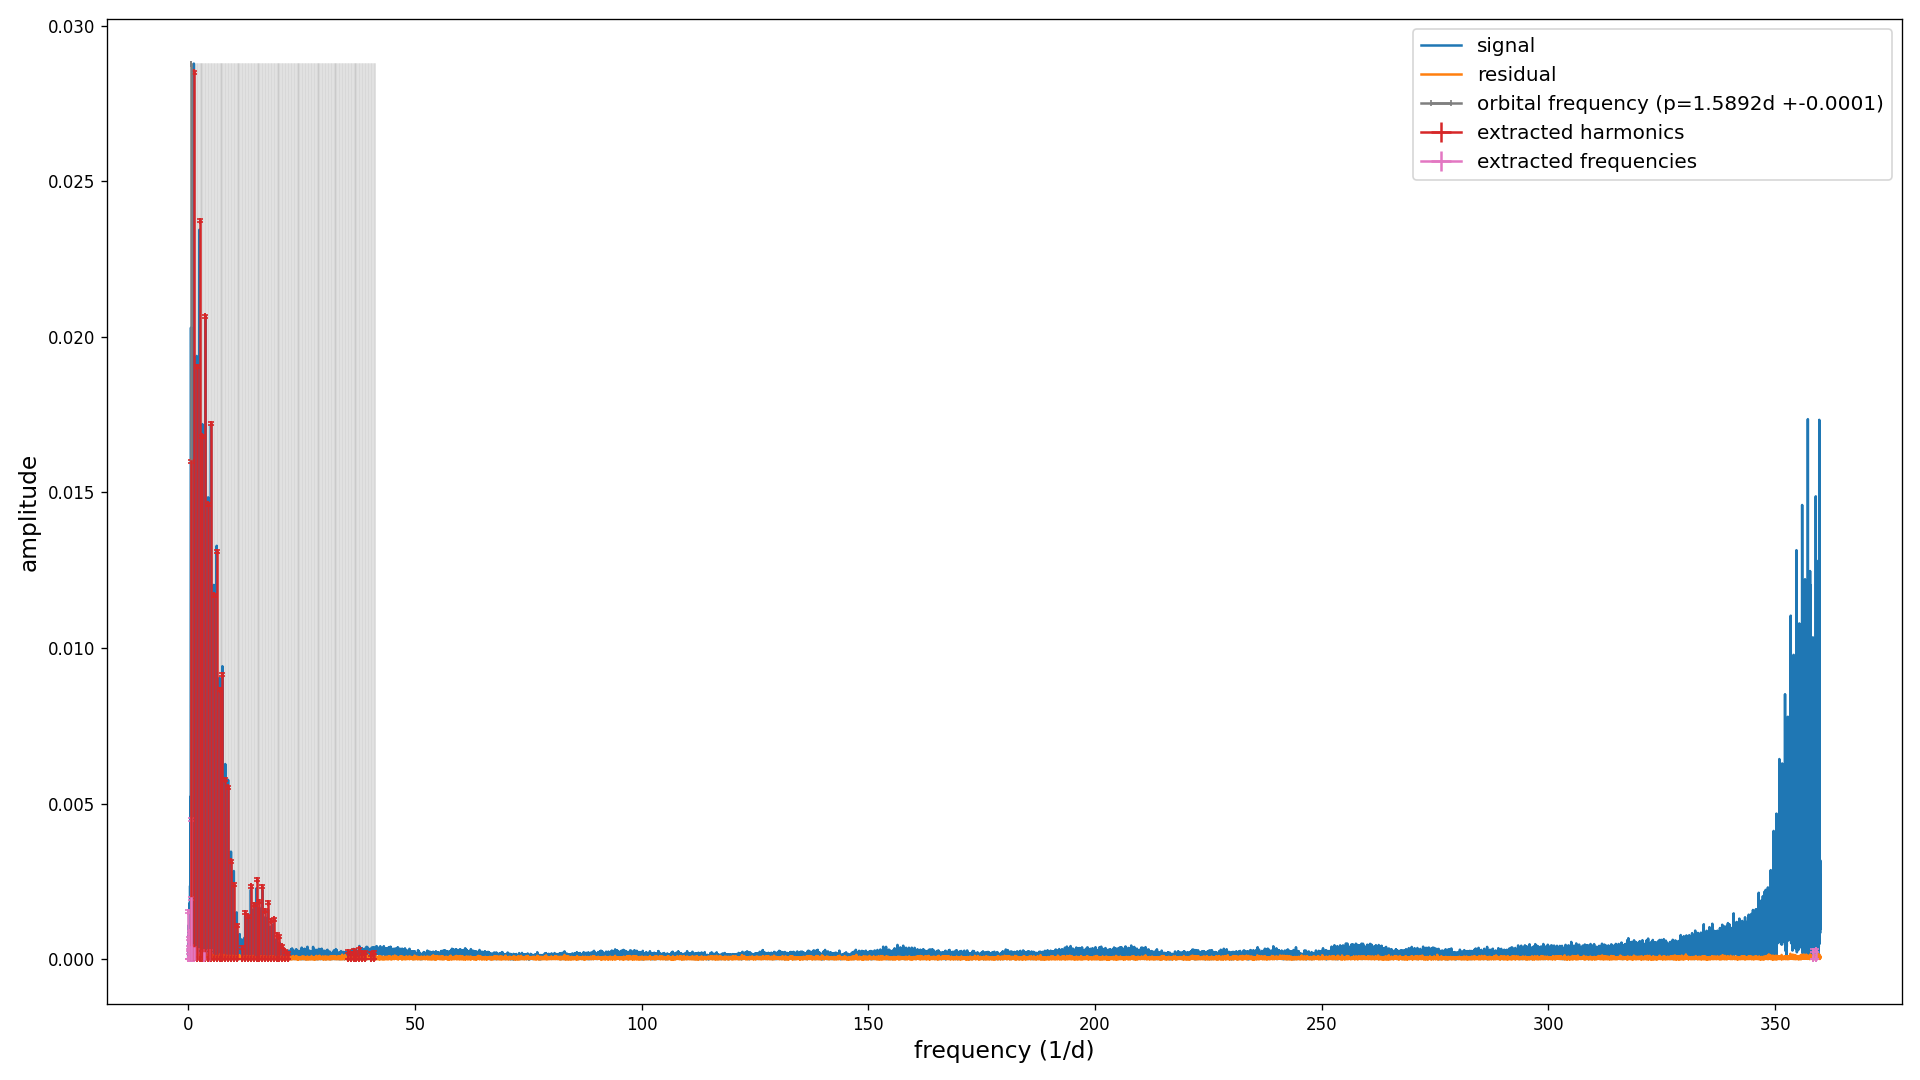 0.030
0.025
0.020
0.015
0.010
0.005
0.000
amplitude
signal
residual
orbital frequency (p=1.5892d +-0.0001)
extracted harmonics
extracted frequencies
0 50 100 150 200 250 300 350
frequency (1/d)